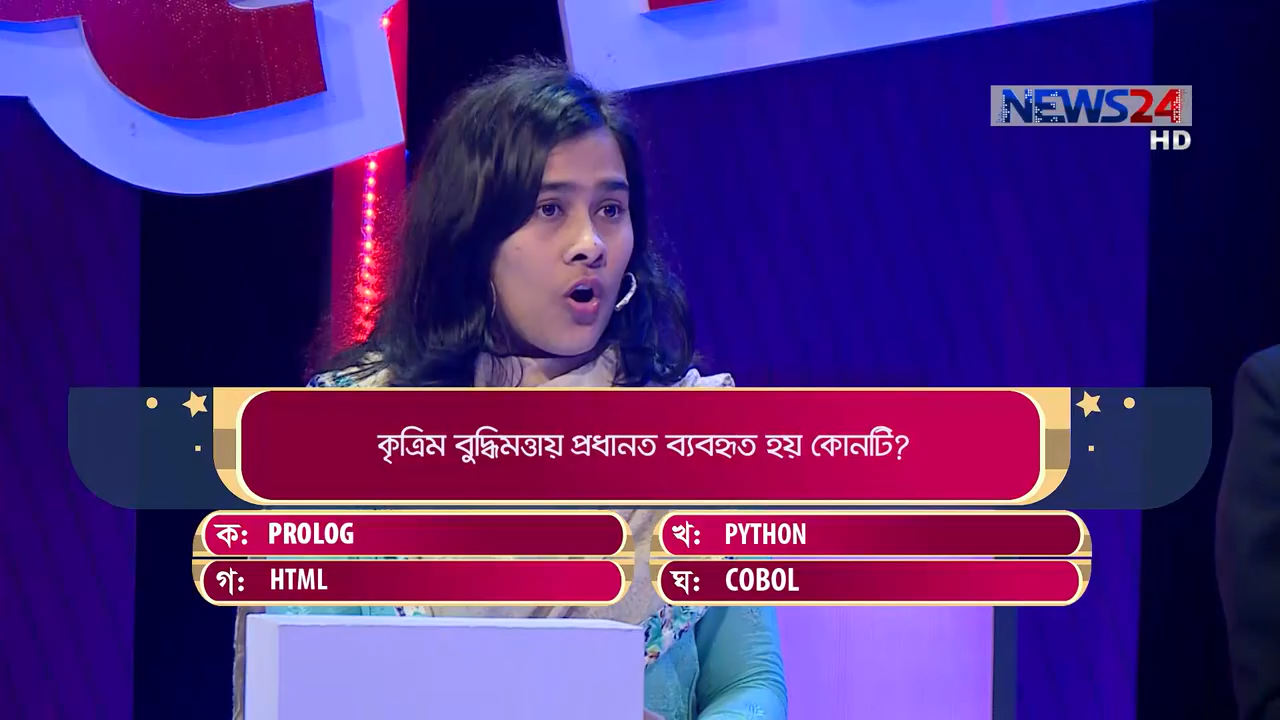 NEWS24
HD
কৃত্রিম বুদ্ধিমত্তায় প্রধানত ব্যবহৃত হয় কোনটি?
ক: PROLOG
খ: PYTHON
গ: HTML
ঘ: COBOL